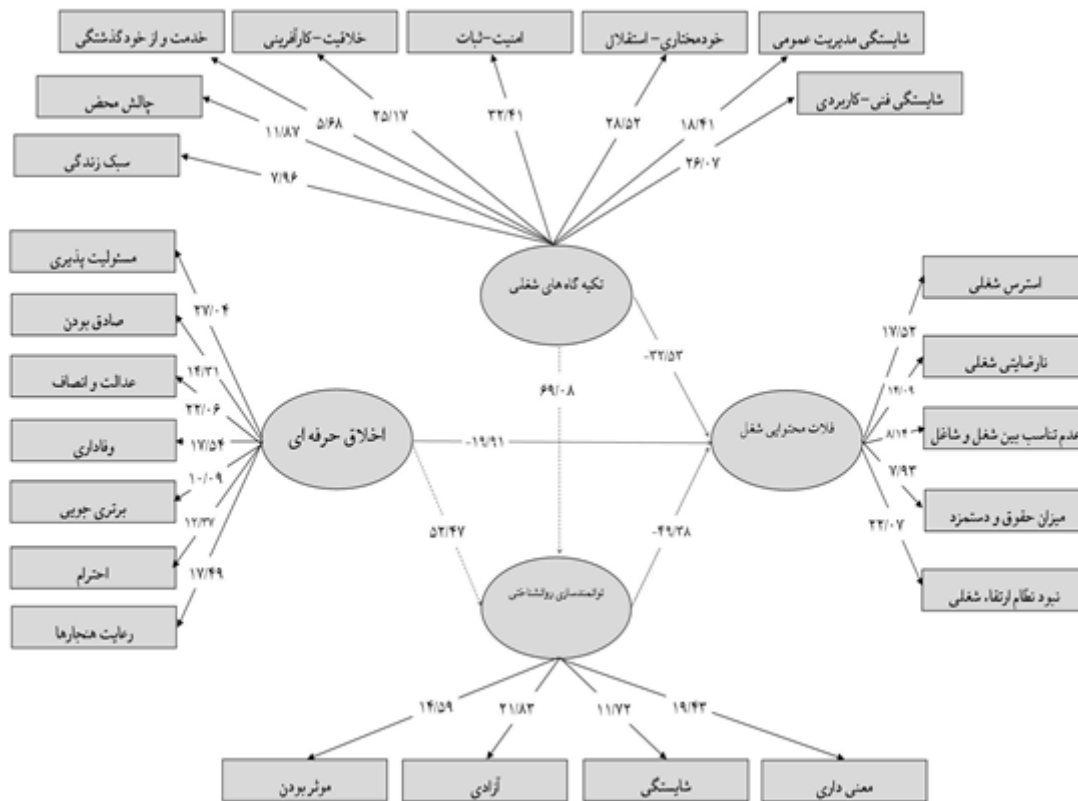 شایستگی مدیریت عمومی
خودمختاری-استقلال
امنیت-ثبات
خلاقیت-کارآفرینی
خدمت و از خودگذشتگی
شایستگی فنی-کاربردی
چالش محض
سبک زندگی
۲۶/۰۷
۱۸/۴۱
۲۸/۵۲
۳۲/۴۱
۲۵/۱۷
۵/۶۸
۱۱/۸۷
۷/۹۶
تکیه گاه های شغلی
-۳۲/۵۳
۶۹/۰۸
استرس شغلی
نارضایتی شغلی
عدم تناسب بین شغل و شاغل
میزان حقوق و دستمزد
نبود نظام ارتقاء شغلی
۱۷/۵۲
۱۴/۰۹
۸/۱۴
۷/۹۳
۲۲/۰۷
فلات محتوایی شغل
-۱۹/۹۱
اخلاق حرفه ای
۲۷/۰۴
۱۴/۳۱
۲۲/۰۶
۱۷/۵۴
۱۰/۰۹
۱۲/۳۷
۱۷/۴۹
مسئولیت پذیری
صادق بودن
عدالت و انصاف
وفاداری
برتری جویی
احترام
رعایت هنجارها
-۴۹/۳۸
۵۲/۴۷
توانمندسازی روانشناختی
۱۹/۴۳
۱۱/۷۲
۲۱/۸۳
۱۴/۵۹
معنی داری
شایستگی
آزادی
موثر بودن